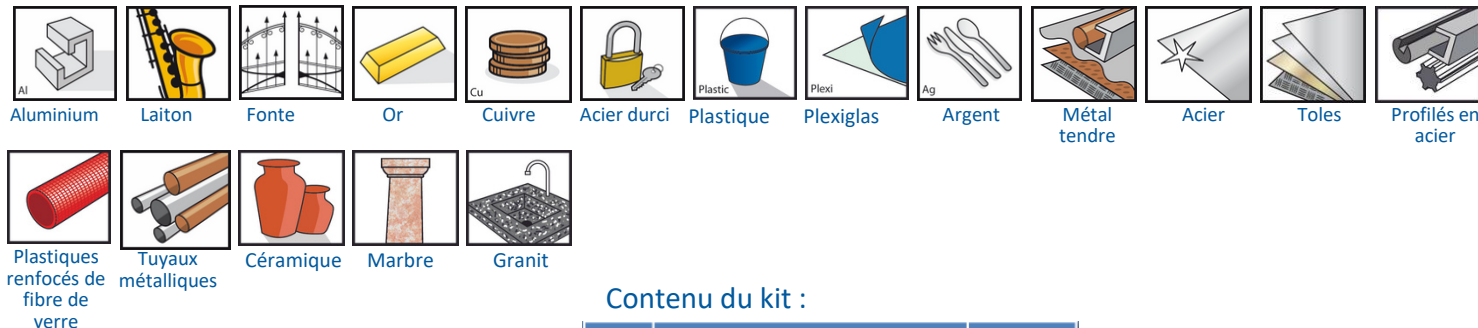 Al
Cu
Plastic
Plexi
Ag
Aluminium
Laiton
Fonte
Or
Cuivre
Acier durci
Plastique
Plexiglas
Argent
Métal
tendre
Acier
Toles
Profilés en
acier
Plastiques
renfocés de
fibre de
verre
Tuyaux
métalliques
Céramique
Marbre
Granit
Contenu du kit :